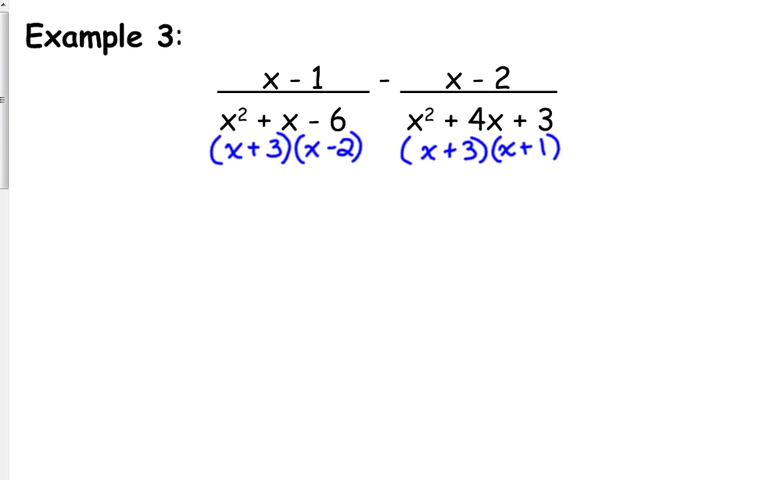 Example 3:
x - 1 - x - 2
x² + x - 6 x² + 4x + 3
(x+3)(x-2) (x+3)(x+1)